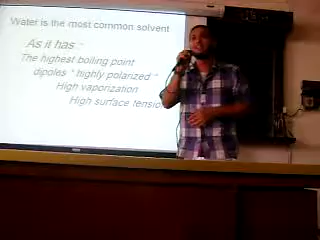 Water is the most common solvent
As it has ~
The highest boiling point
dipoles " highly polarized "
High vaporization
High surface tension